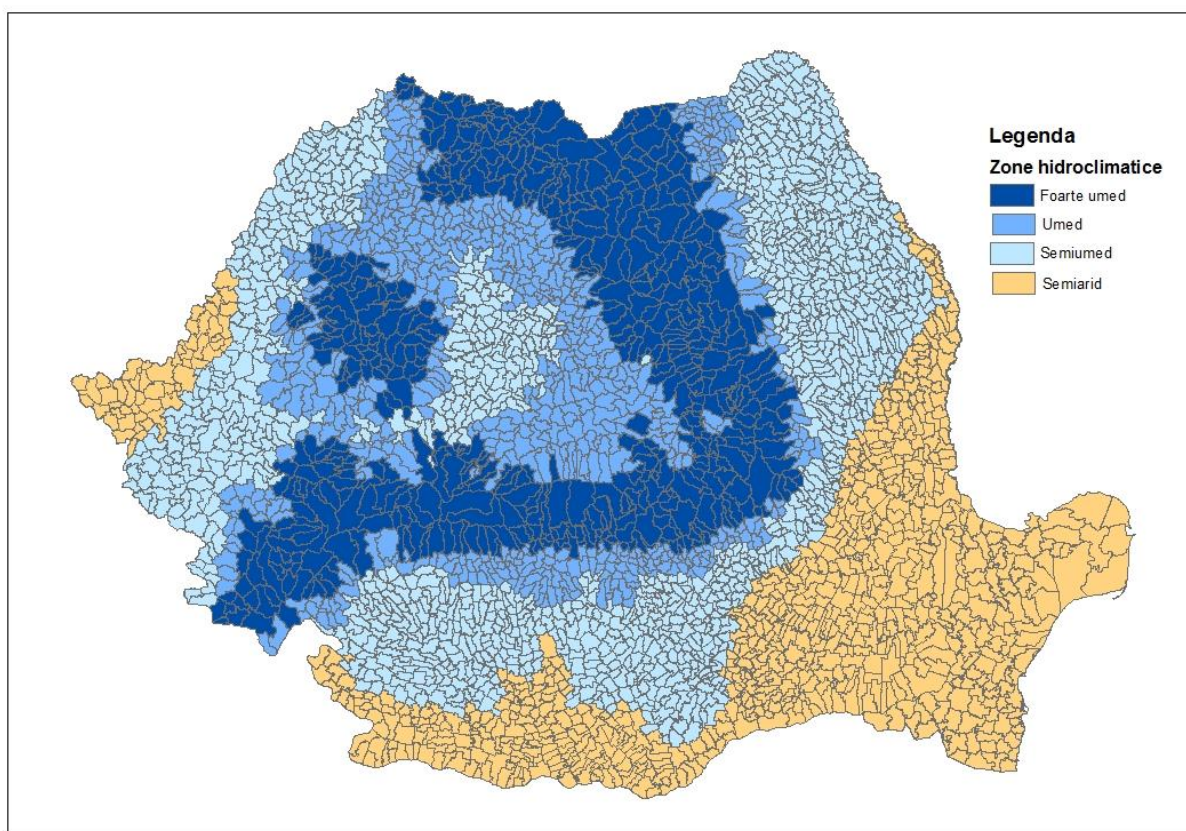 Legenda
Zone hidroclimatice
Foarte umed
Umed
Semiumed
Semiarid